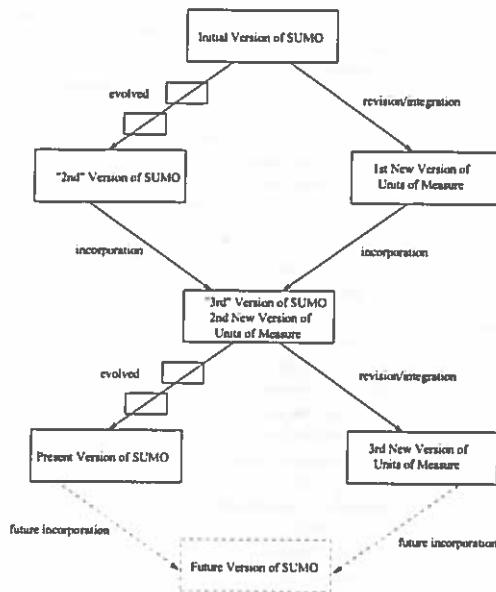 Initial Version of SUMO
evolved
revision/integration
"2nd" Version of SUMO
1st New Version of
Units of Measure
incorporation
incorporation
"3rd" Version of SUMO
2nd New Version of
Units of Measure
evolved
revision/integration
Present Version of SUMO
3rd New Version of
Units of Measure
future incorporation
future incorporation
Future Version of SUMO